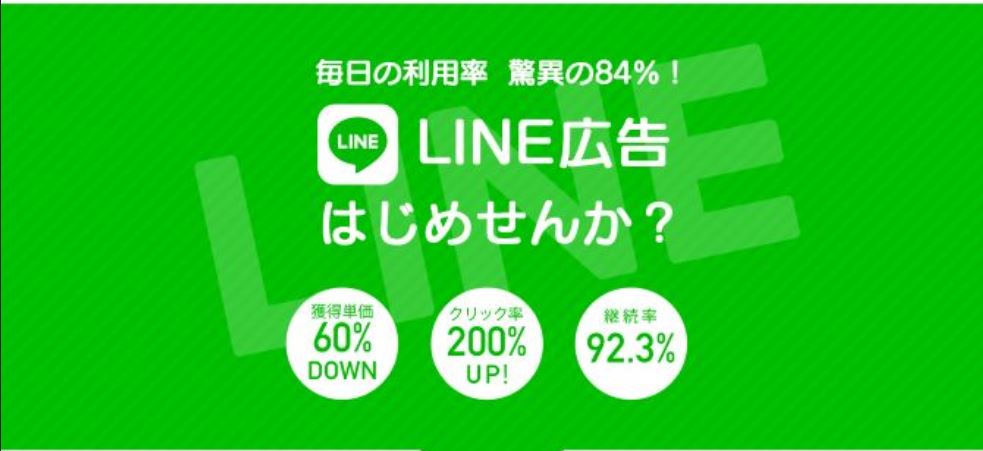 毎日の利用率 驚異の84%！
LINE
LINE広告
はじめせんか？
LINE
獲得単価
60%
DOWN
クリック率
200%
UP!
継続率
92.3%